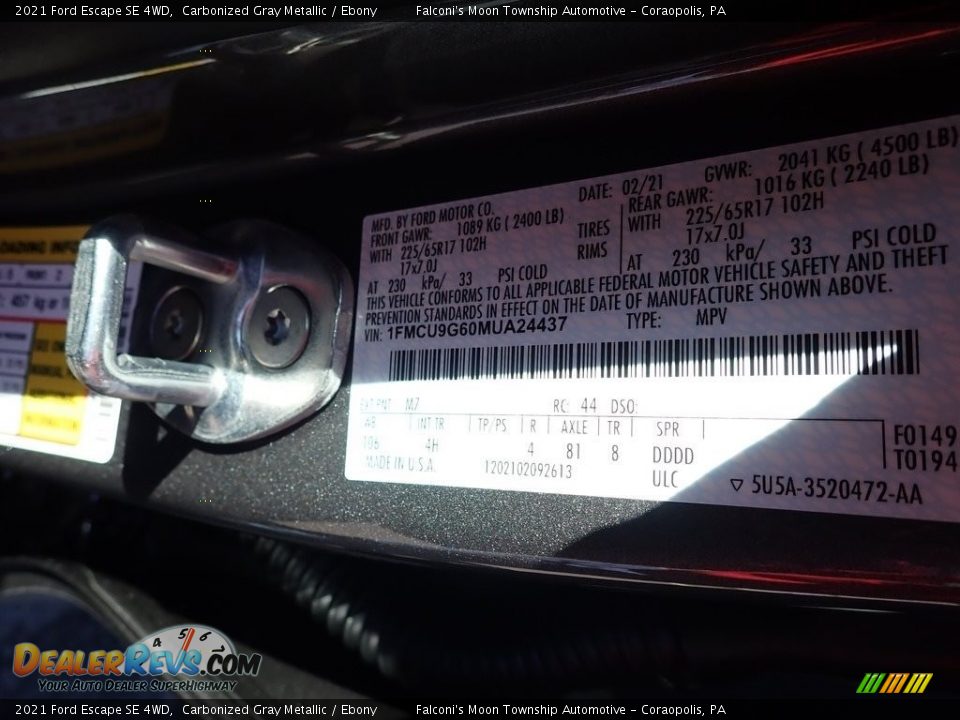 2021 Ford Escape SE 4WD, Carbonized Gray Metallic / Ebony Falconi's Moon Township Automotive - Coraopolis, PA
MFD. BY FORD MOTOR CO.
DATE: 02/21
GVWR: 2041 KG ( 4500 LB)
FRONT GAWR: 1089 KG ( 2400 LB)
REAR GAWR: 1016 KG ( 2240 LB)
WITH 225/65R17 102H TIRES
WITH 225/65R17 102H
17x7.0J RIMS
17x7.0J
AT 230 kPa/ 33 PSI COLD
AT 230 kPa/ 33 PSI COLD
THIS VEHICLE CONFORMS TO ALL APPLICABLE FEDERAL MOTOR VEHICLE SAFETY AND THEFT
PREVENTION STANDARDS IN EFFECT ON THE DATE OF MANUFACTURE SHOWN ABOVE.
VIN: 1FMCU9G60MUA24437 TYPE: MPV
EXT PNT: M7 RC: 44 DSO:
INT TR TP/PS R AXLE TR SPR
4H 4 81 8 DDDD
MADE IN U.S.A. 1202102092613 ULC
F0149
T0194
▽ 5U5A-3520472-AA
LOADING INFO
4 5 6
DealerRevs.com
Your Auto Dealer SuperHighway
2021 Ford Escape SE 4WD, Carbonized Gray Metallic / Ebony Falconi's Moon Township Automotive - Coraopolis, PA